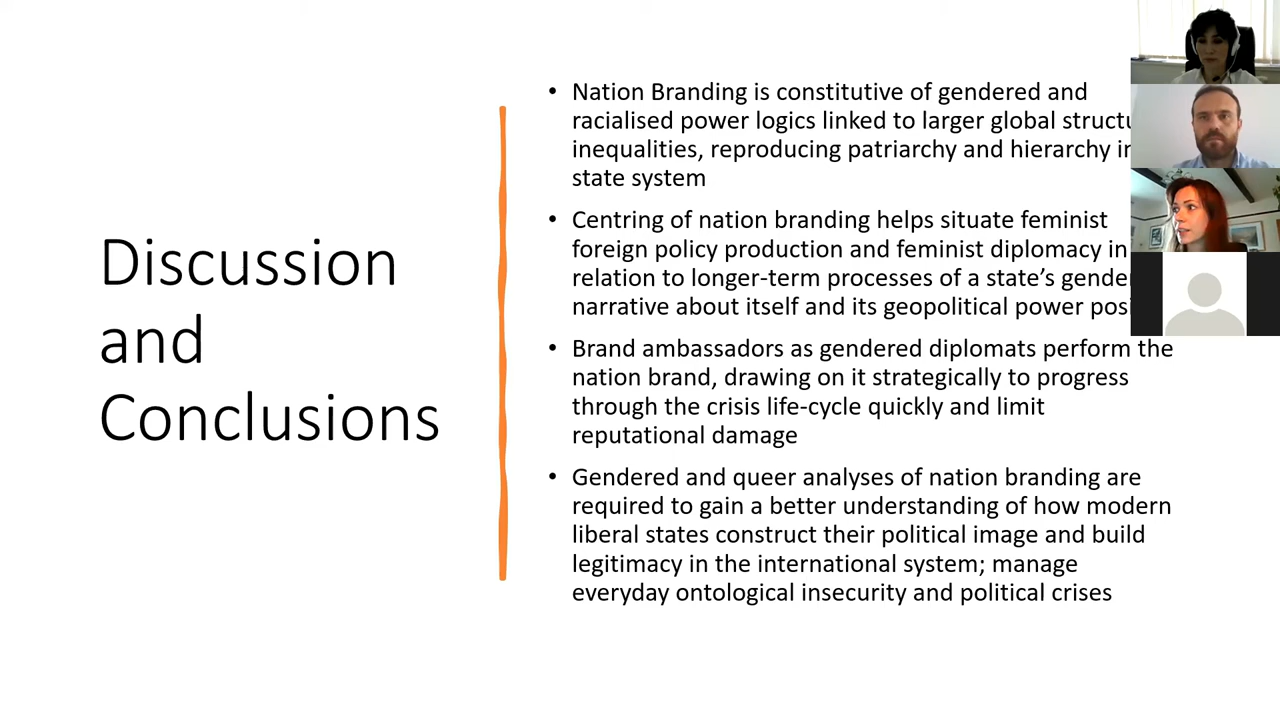 Discussion
and
Conclusions
• Nation Branding is constitutive of gendered and
racialised power logics linked to larger global
inequalities, reproducing patriarchy and hierarchy
state system
• Centring of nation branding helps situate feminist
foreign policy production and feminist diplomacy in
relation to longer-term processes of a state's
narrative about itself and its geopolitical power
• Brand ambassadors as gendered diplomats perform the
nation brand, drawing on it strategically to progress
through the crisis life-cycle quickly and limit
reputational damage
• Gendered and queer analyses of nation branding are
required to gain a better understanding of how modern
liberal states construct their political image and build
legitimacy in the international system; manage
everyday ontological insecurity and political crises